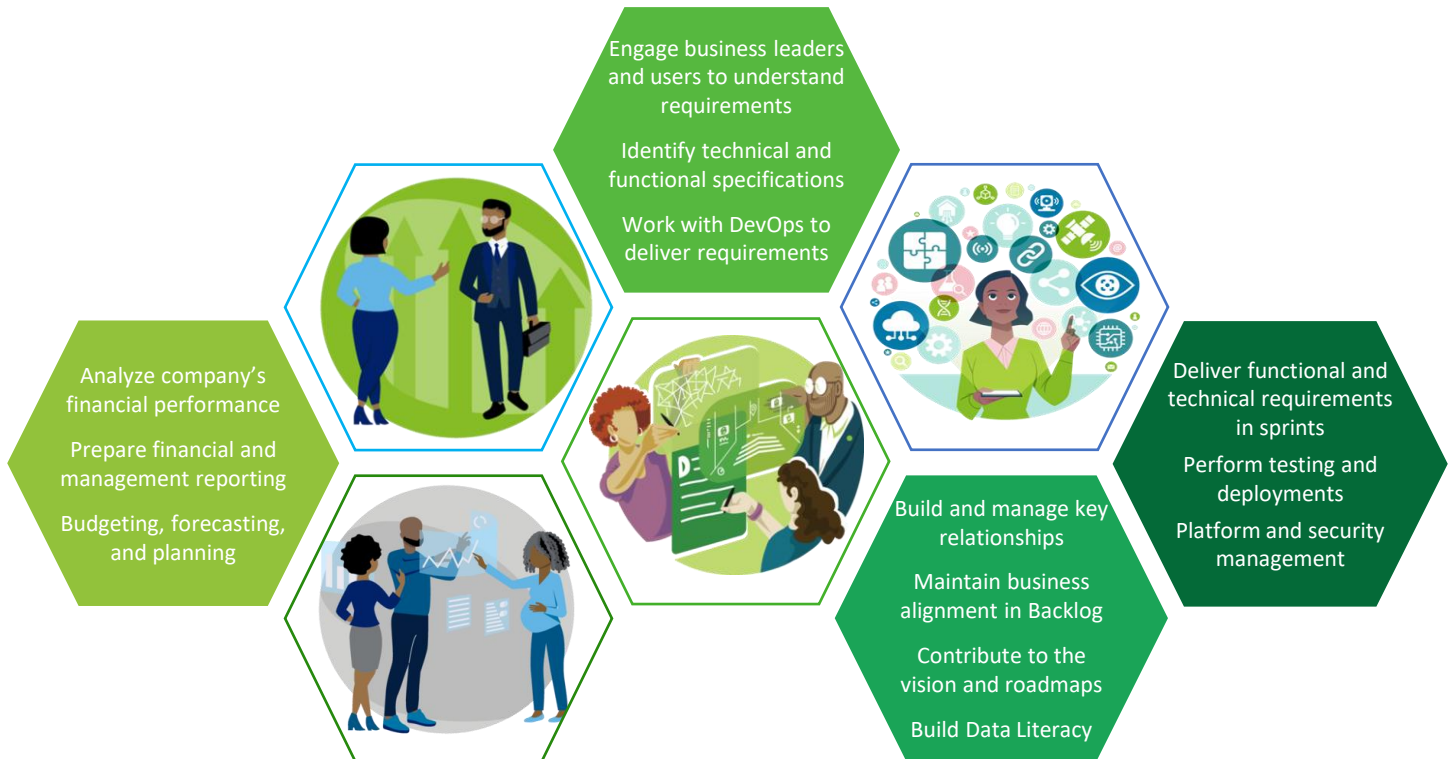 Engage business leaders
and users to understand
requirements
Identify technical and
functional specifications
Work with DevOps to
deliver requirements
Analyze company’s
financial performance
Prepare financial and
management reporting
Budgeting, forecasting,
and planning
Build and manage key
relationships
Maintain business
alignment in Backlog
Contribute to the
vision and roadmaps
Build Data Literacy
Deliver functional and
technical requirements
in sprints
Perform testing and
deployments
Platform and security
management